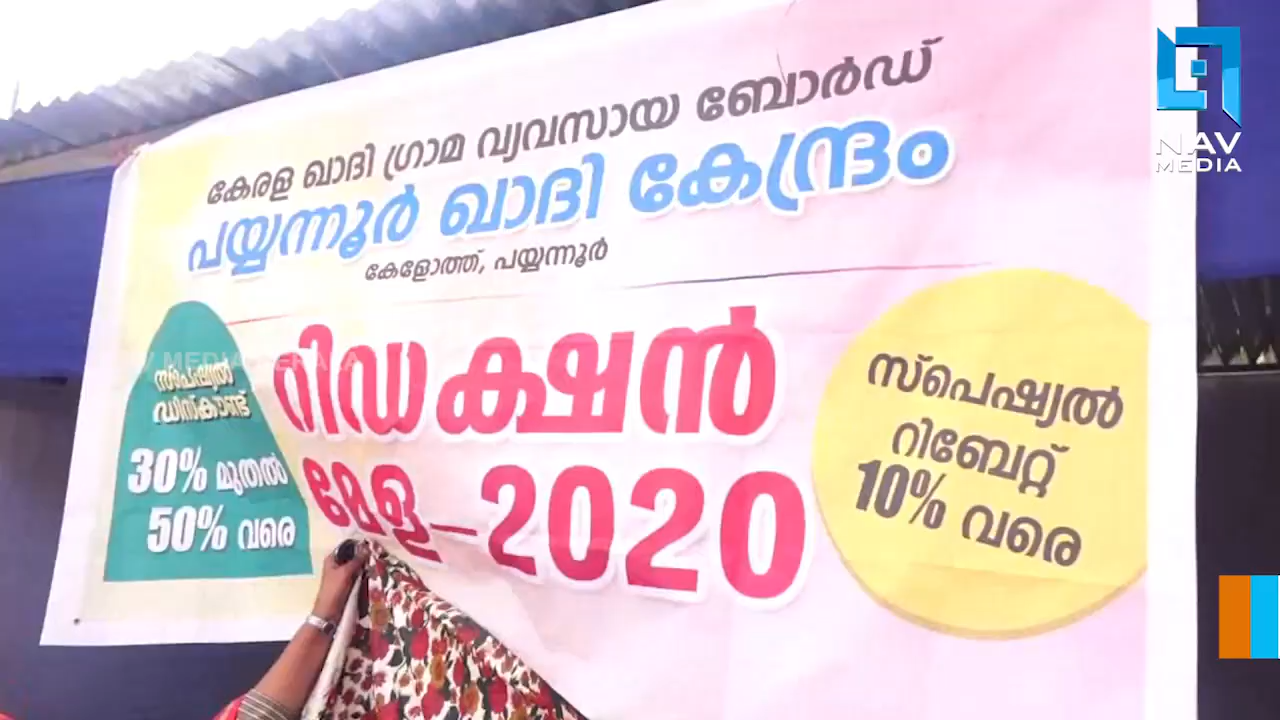 കേരള ഖാദി ഗ്രാമ വ്യവസായ ബോർഡ്
പയ്യന്നൂർ ഖാദി കേന്ദ്രം
കേളോത്ത്, പയ്യന്നൂർ
റിഡക്ഷൻ
മേള-2020
സ്പെഷ്യൽ
ഡിസ്കൗണ്ട്
30% മുതൽ
50% വരെ
സ്പെഷ്യൽ
റിബേറ്റ്
10% വരെ
NAV
MEDIA